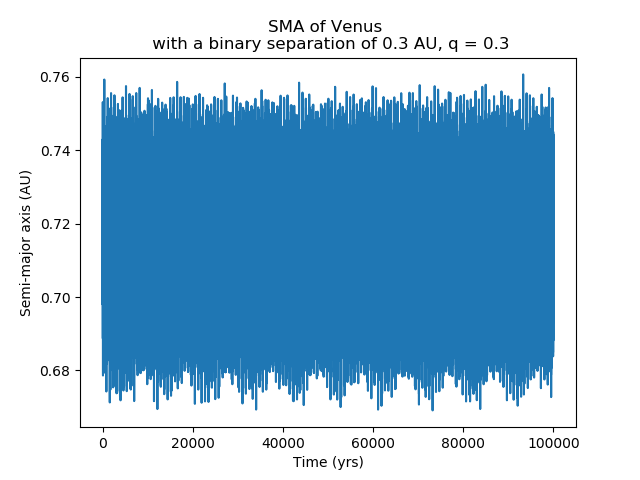 SMA of Venus
with a binary separation of 0.3 AU, q = 0.3
0.76
0.74
0.72
0.70
0.68
Semi-major axis (AU)
0 20000 40000 60000 80000 100000
Time (yrs)